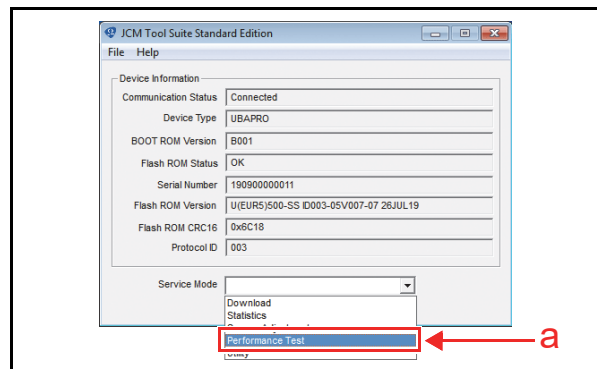 JCM Tool Suite Standard Edition
File Help
Device Information
Communication Status Connected
Device Type UBAPRO
BOOT ROM Version B001
Flash ROM Status OK
Serial Number 190900000011
Flash ROM Version U(EUR5)500-SS ID003-05V007-07 26JUL19
Flash ROM CRC16 0x6C18
Protocol ID 003
Service Mode
Download
Statistics
Performance Test
a